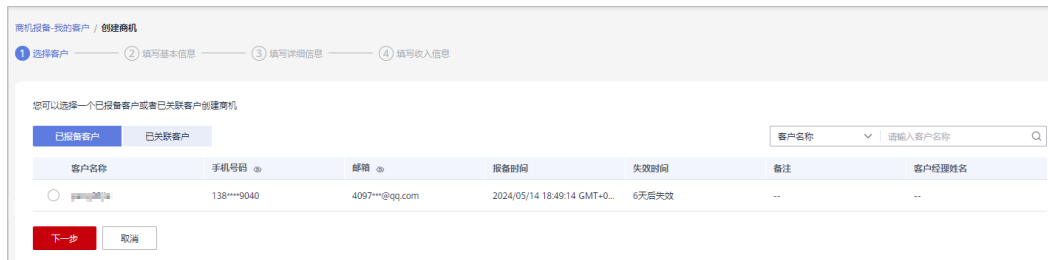 商机报备-我的客户 / 创建商机
1 选择客户 2 填写基本信息 3 填写详细信息 4 填写收入信息
您可以选择一个已报备客户或者已关联客户创建商机
已报备客户 已关联客户 客户名称 请输入客户名称
客户名称 手机号码 邮箱 报备时间 失效时间 备注 客户经理姓名
138****9040 4097***@qq.com 2024/05/14 18:49:14 GMT+0... 6天后失效 -- --
下一步 取消